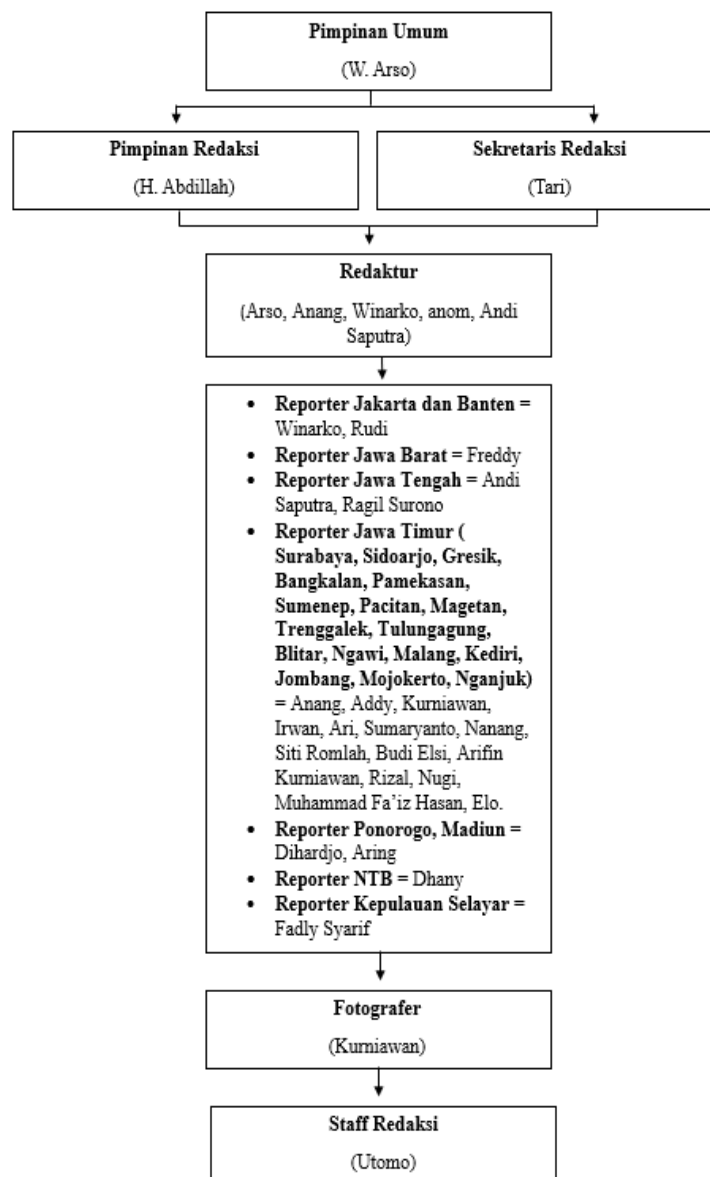 Pimpinan Umum
(W. Arso)
Pimpinan Redaksi
(H. Abdillah)
Sekretaris Redaksi
(Tari)
Redaktur
(Arso, Anang, Winarko, anom, Andi
Saputra)
• Reporter Jakarta dan Banten =
Winarko, Rudi
• Reporter Jawa Barat = Freddy
• Reporter Jawa Tengah = Andi
Saputra, Ragil Surono
• Reporter Jawa Timur (
Surabaya, Sidoarjo, Gresik,
Bangkalan, Pamekasan,
Sumenep, Pacitan, Magetan,
Trenggalek, Tulungagung,
Blitar, Ngawi, Malang, Kediri,
Jombang, Mojokerto, Nganjuk)
= Anang, Addy, Kurniawan,
Irwan, Ari, Sumaryanto, Nanang,
Siti Romlah, Budi Elsi, Arifin
Kurniawan, Rizal, Nugi,
Muhammad Fa’iz Hasan, Elo.
• Reporter Ponorogo, Madiun =
Dihardjo, Aring
• Reporter NTB = Dhany
• Reporter Kepulauan Selayar =
Fadly Syarif
Fotografer
(Kurniawan)
Staff Redaksi
(Utomo)